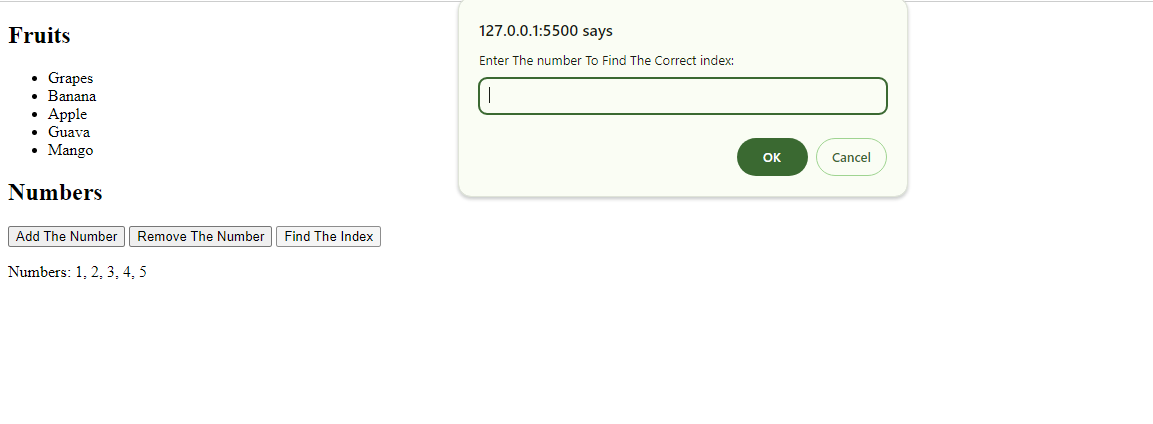 Fruits
Grapes
Banana
Apple
Guava
Mango
Numbers
Add The Number Remove The Number Find The Index
Numbers: 1, 2, 3, 4, 5
127.0.0.1:5500 says
Enter The number To Find The Correct index:
OK Cancel